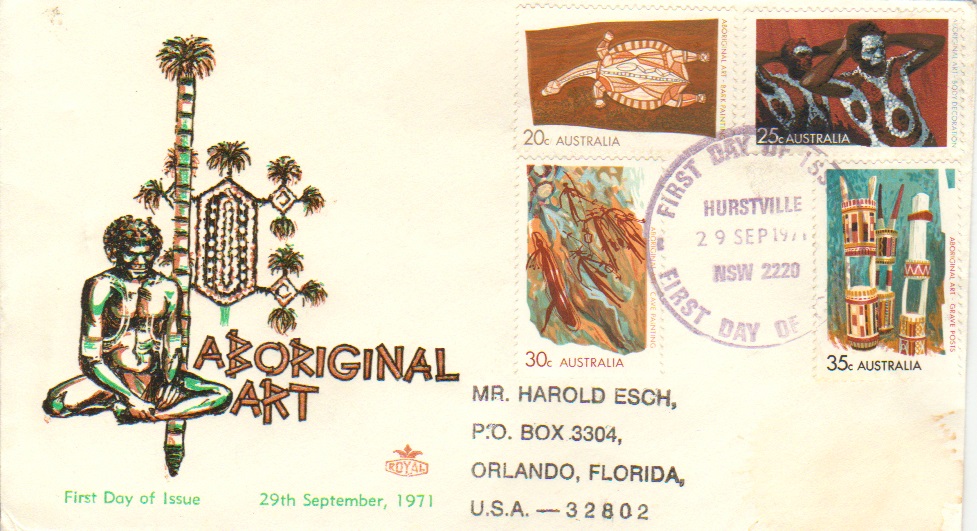 ABORIGINAL ART - BARK PAINTING
20c AUSTRALIA
ABORIGINAL ART - BODY DECORATION
25c AUSTRALIA
FIRST DAY OF ISS
HURSTVILLE
29 SEP 1971
NSW 2220
FIRST DAY OF
ABORIGINAL CAVE PAINTING
30c AUSTRALIA
ABORIGINAL ART - GRAVE POSTS
35c AUSTRALIA
ABORIGINAL
ART
ROYAL
First Day of Issue 29th September, 1971
MR. HAROLD ESCH,
P.O. BOX 3304,
ORLANDO, FLORIDA,
U.S.A. — 32802